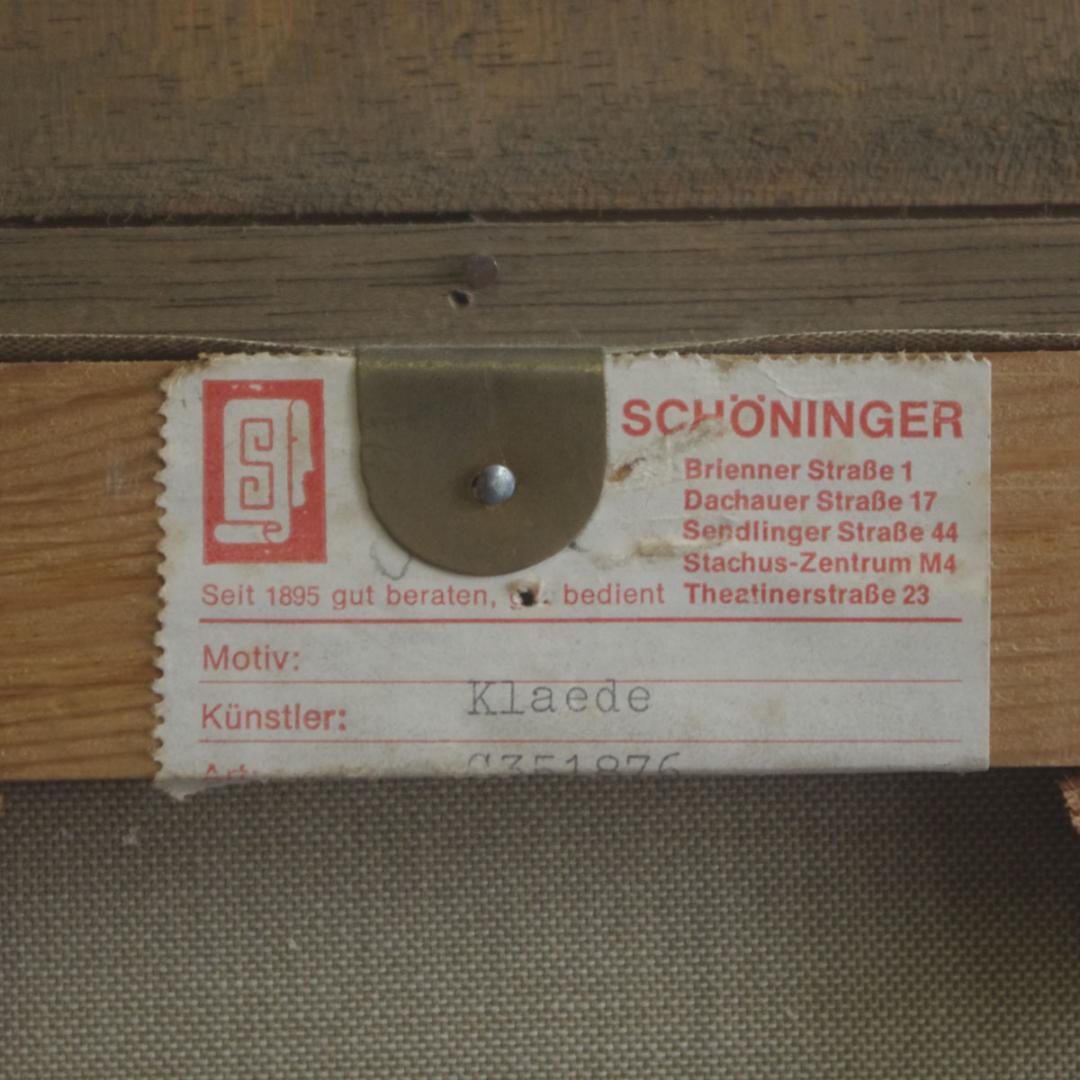 S
SCHÖNINGER
Brienner Straße 1
Dachauer Straße 17
Sendlinger Straße 44
Stachus-Zentrum M4
Seit 1895 gut beraten, bedient Theatinerstraße 23
Motiv:
Klaede
Künstler: